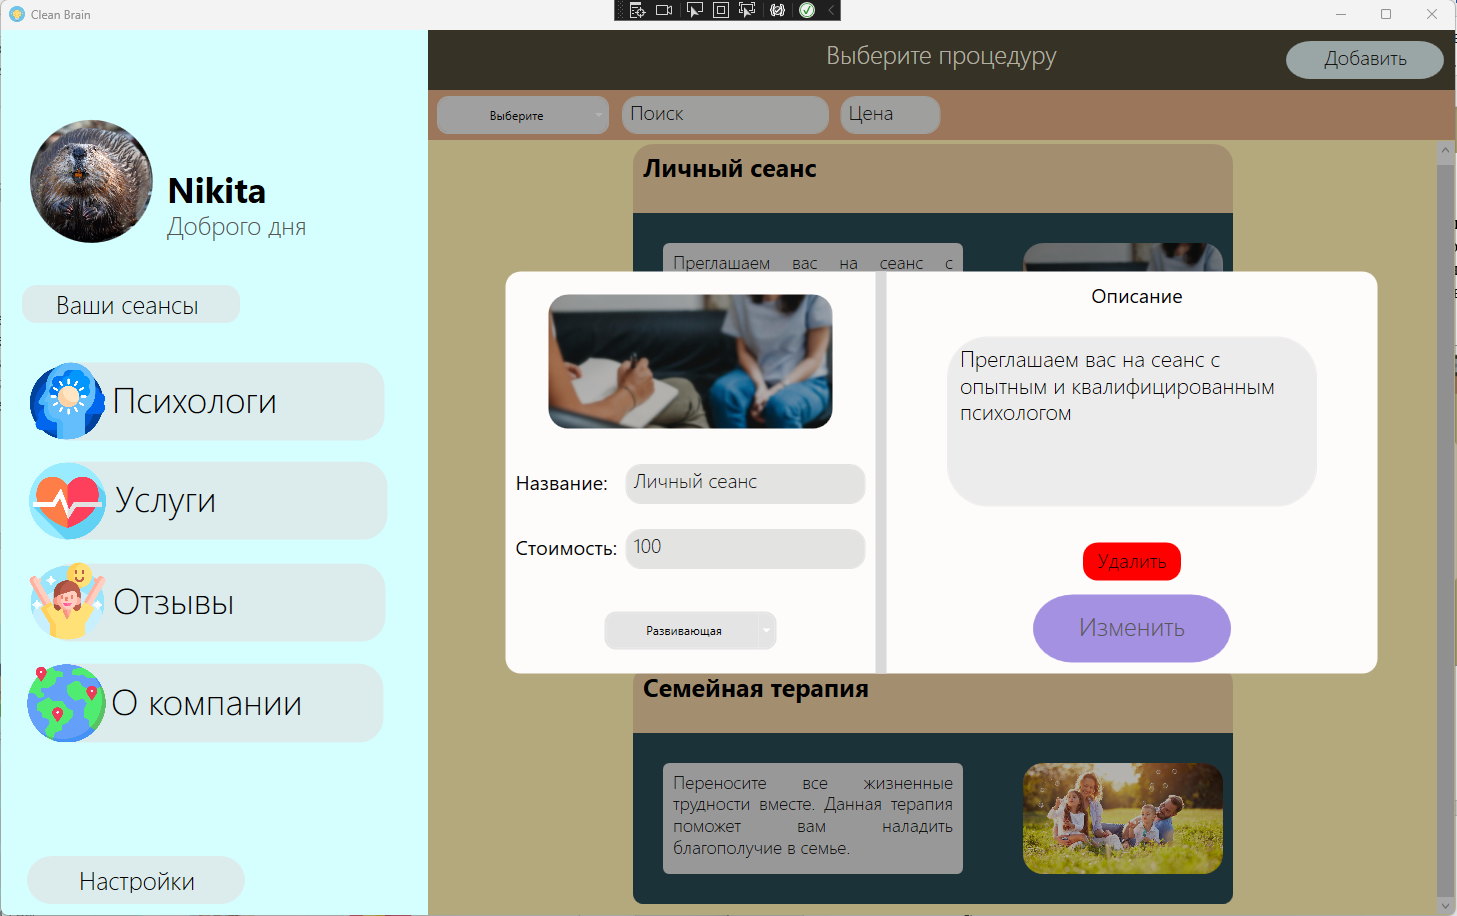 Clean Brain
Nikita
Доброго дня
Ваши сеансы
Психологи
Услуги
Отзывы
О компании
Настройки
Выберите процедуру
Добавить
Выберите
Поиск
Цена
Личный сеанс
Преглашаем вас на сеанс с
Название:
Личный сеанс
Стоимость:
100
Развивающая
Описание
Преглашаем вас на сеанс с
опытным и квалифицированным
психологом
Удалить
Изменить
Семейная терапия
Переносите все жизненные
трудности вместе. Данная терапия
поможет вам наладить
благополучие в семье.